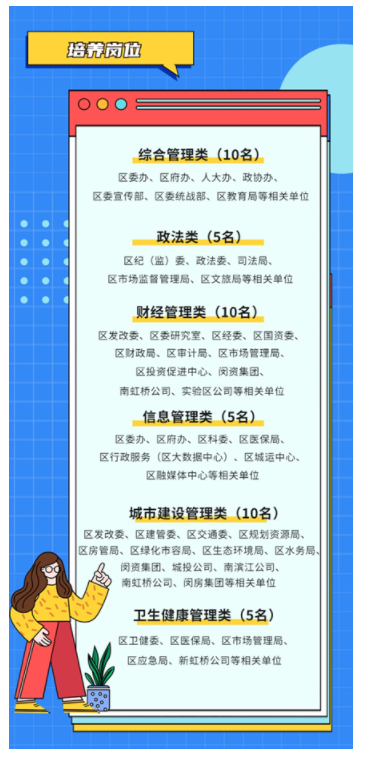 培养岗位
综合管理类（10名）
区委办、区府办、人大办、政协办、
区委宣传部、区委统战部、区教育局等相关单位
政法类（5名）
区纪（监）委、政法委、司法局、
区市场监督管理局、区文旅局等相关单位
财经管理类（10名）
区发改委、区委研究室、区经委、区国资委、
区财政局、区审计局、区市场管理局、
区投资促进中心、闵资集团、
南虹桥公司、实验区公司等相关单位
信息管理类（5名）
区委办、区府办、区科委、区医保局、
区行政服务（区大数据中心）、区城运中心、
区融媒体中心等相关单位
城市建设管理类（10名）
区发改委、区建管委、区交通委、区规划资源局、
区房管局、区绿化市容局、区生态环境局、区水务局、
闵资集团、城投公司、南滨江公司、
南虹桥公司、闵房集团等相关单位
卫生健康管理类（5名）
区卫健委、区医保局、区市场管理局、
区应急局、新虹桥公司等相关单位